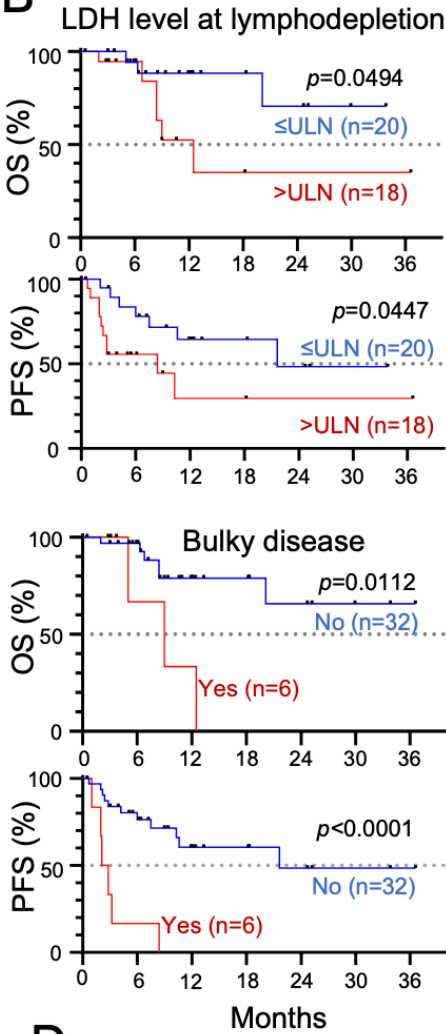 B
LDH level at lymphodepletion
OS (%)
100
50
0
p=0.0494
≤ULN (n=20)
>ULN (n=18)
0 6 12 18 24 30 36
PFS (%)
100
50
0
p=0.0447
≤ULN (n=20)
>ULN (n=18)
0 6 12 18 24 30 36
Bulky disease
OS (%)
100
50
0
p=0.0112
No (n=32)
Yes (n=6)
0 6 12 18 24 30 36
PFS (%)
100
50
0
p<0.0001
No (n=32)
Yes (n=6)
0 6 12 18 24 30 36
Months